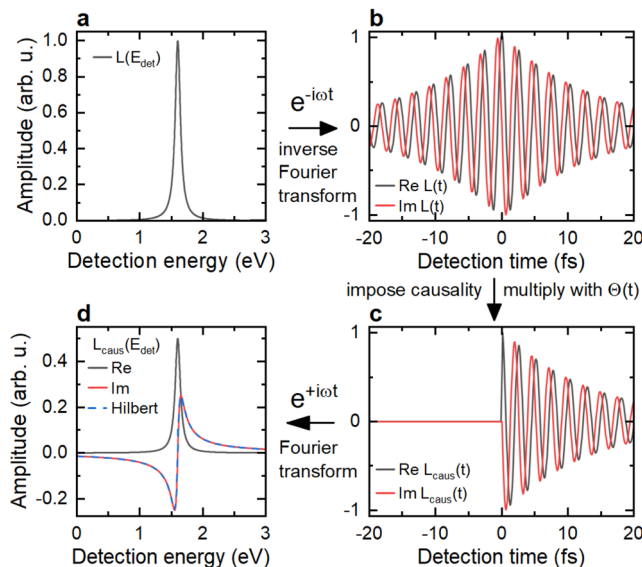 a
Amplitude (arb. u.)
1.0
0.8
0.6
0.4
0.2
0.0
L(E_det)
0 1 2 3
Detection energy (eV)
e^-iωt
inverse
Fourier
transform
b
1
0
-1
Re L(t)
Im L(t)
-20 -10 0 10 20
Detection time (fs)
impose causality
multiply with Θ(t)
c
1
0
-1
Re L_caus(t)
Im L_caus(t)
-20 -10 0 10 20
Detection time (fs)
e^+iωt
Fourier
transform
d
Amplitude (arb. u.)
0.4
0.2
0.0
-0.2
L_caus(E_det)
Re
Im
Hilbert
0 1 2 3
Detection energy (eV)